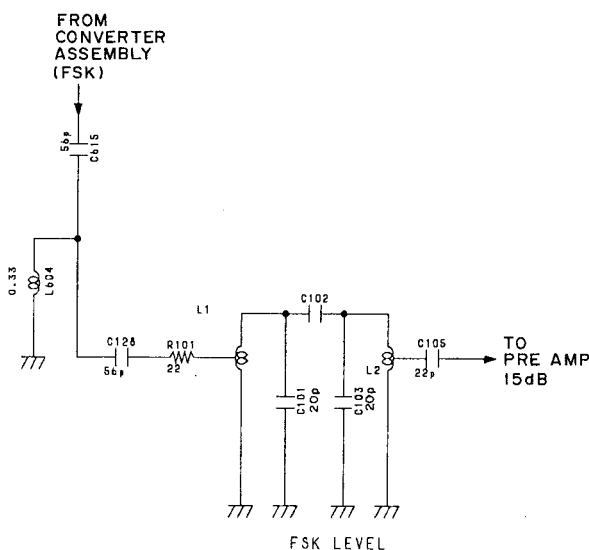 FROM
CONVERTER
ASSEMBLY
(FSK)
56p
C615
0.33
L604
L1
C102
C128
56p
R101
22
C101
20p
C103
20p
L2
C105
22p
TO
PRE AMP
15dB
FSK LEVEL